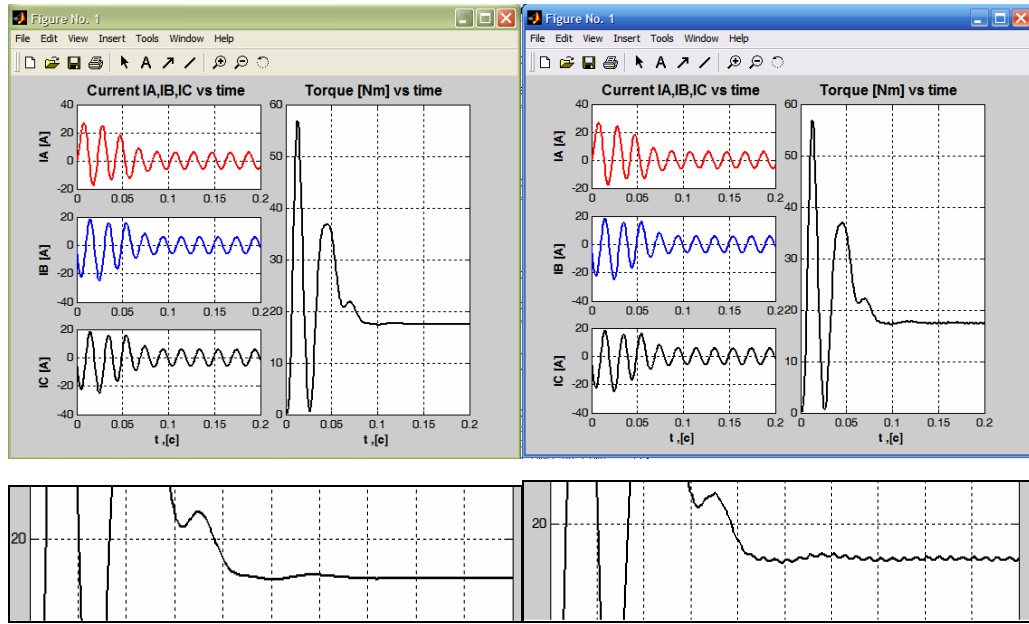 Figure No. 1
File Edit View Insert Tools Window Help
Current IA,IB,IC vs time
IA [A]
40
20
0
-20
0 0.05 0.1 0.15 0.2
IB [A]
20
0
-20
-40
0 0.05 0.1 0.15 0.2
IC [A]
20
0
-20
-40
0 0.05 0.1 0.15 0.2
t ,[c]
Torque [Nm] vs time
60
50
30
20
10
0
0 0.05 0.1 0.15 0.2
t ,[c]
Figure No. 1
File Edit View Insert Tools Window Help
Current IA,IB,IC vs time
IA [A]
40
20
0
-20
0 0.05 0.1 0.15 0.2
IB [A]
20
0
-20
-40
0 0.05 0.1 0.15 0.2
IC [A]
20
0
-20
-40
0 0.05 0.1 0.15 0.2
t ,[c]
Torque [Nm] vs time
60
50
40
30
20
10
0
0 0.05 0.1 0.15 0.2
t ,[c]
20
20